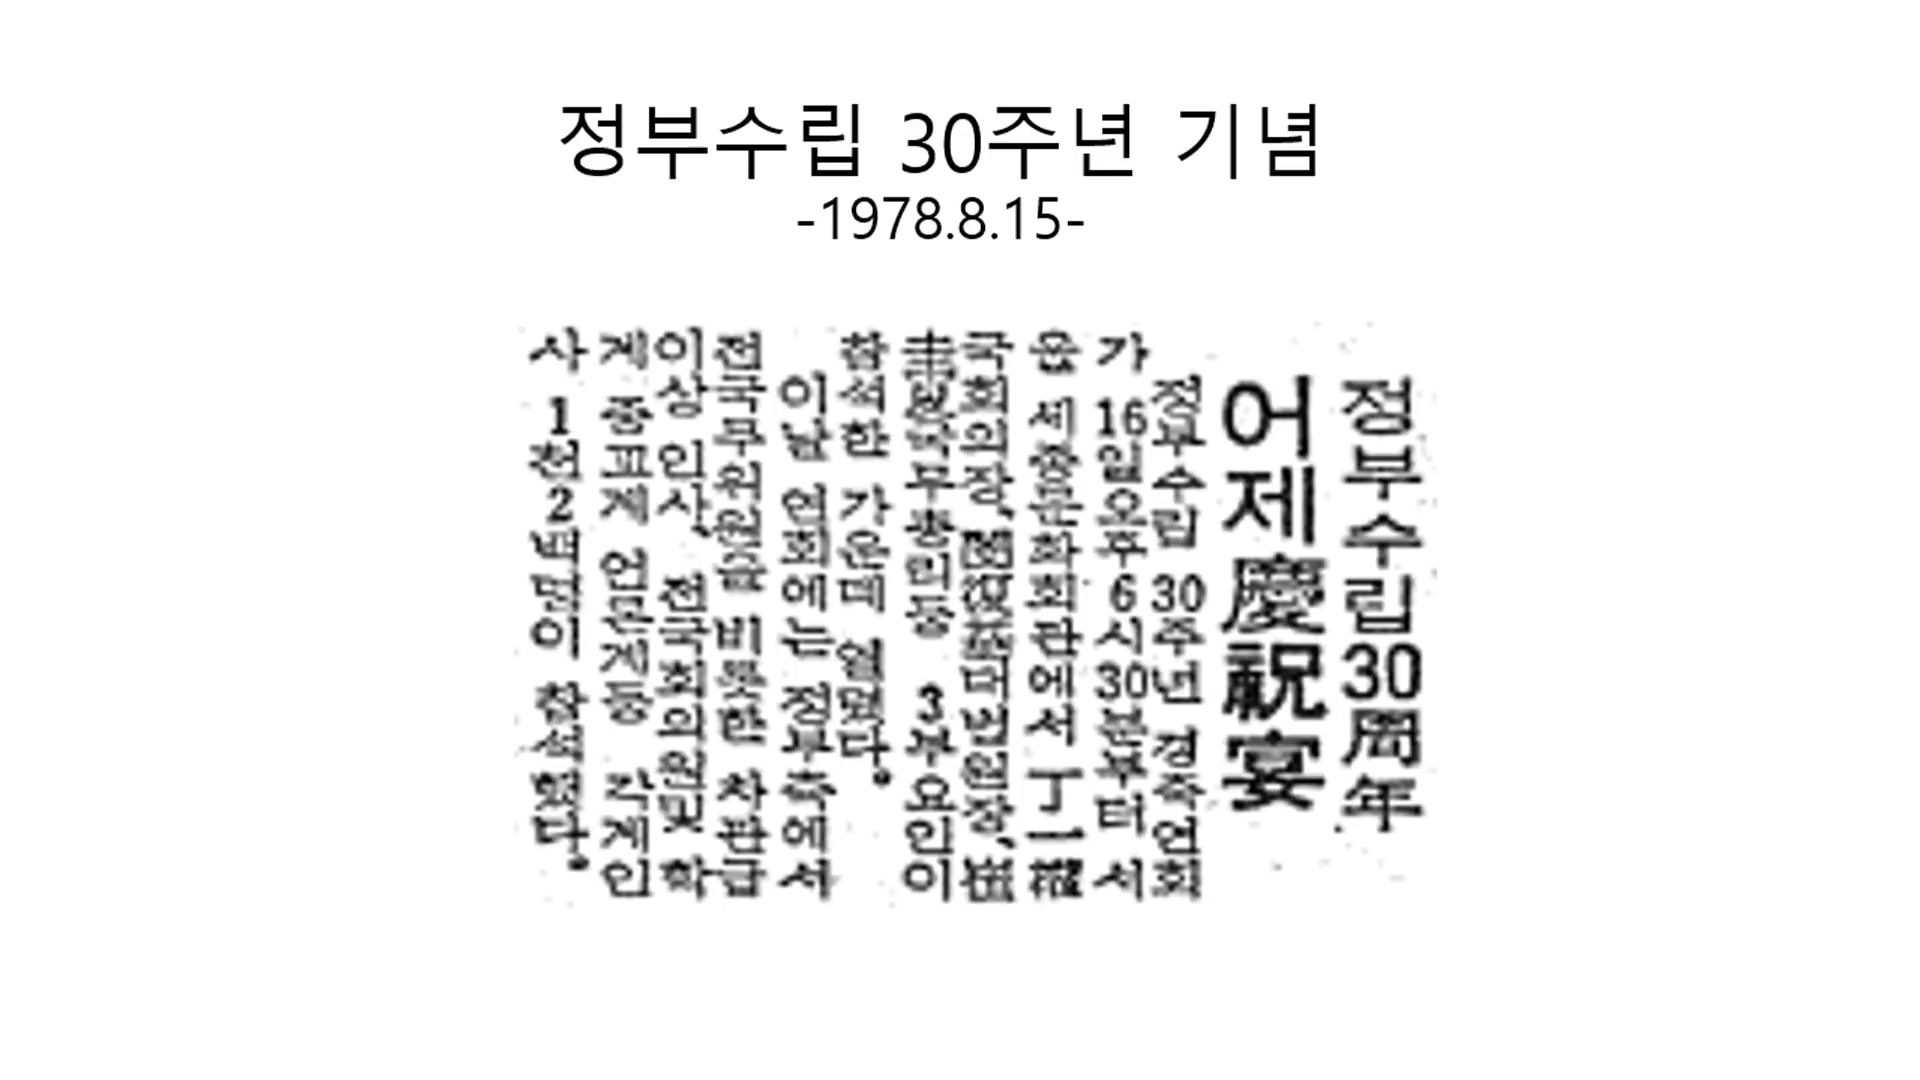 정부수립 30주년 기념
-1978.8.15-
정부수립30周年
어제慶祝宴
정부수립 30주년 경축연회
가 16일오후 6시30분부터 서
울 세종문화회관에서 丁一權
국회의장、閔復基대법원장、崔
圭夏국무총리등 3부요인이
참석한 가운데 열렸다。
이날 연회에는 정부측에서
전국무위원을 비롯한 차관급
이상 인사、전국회의원및 학
계 종교계 언론계등 각계인
사 1천2백명이 참석했다。